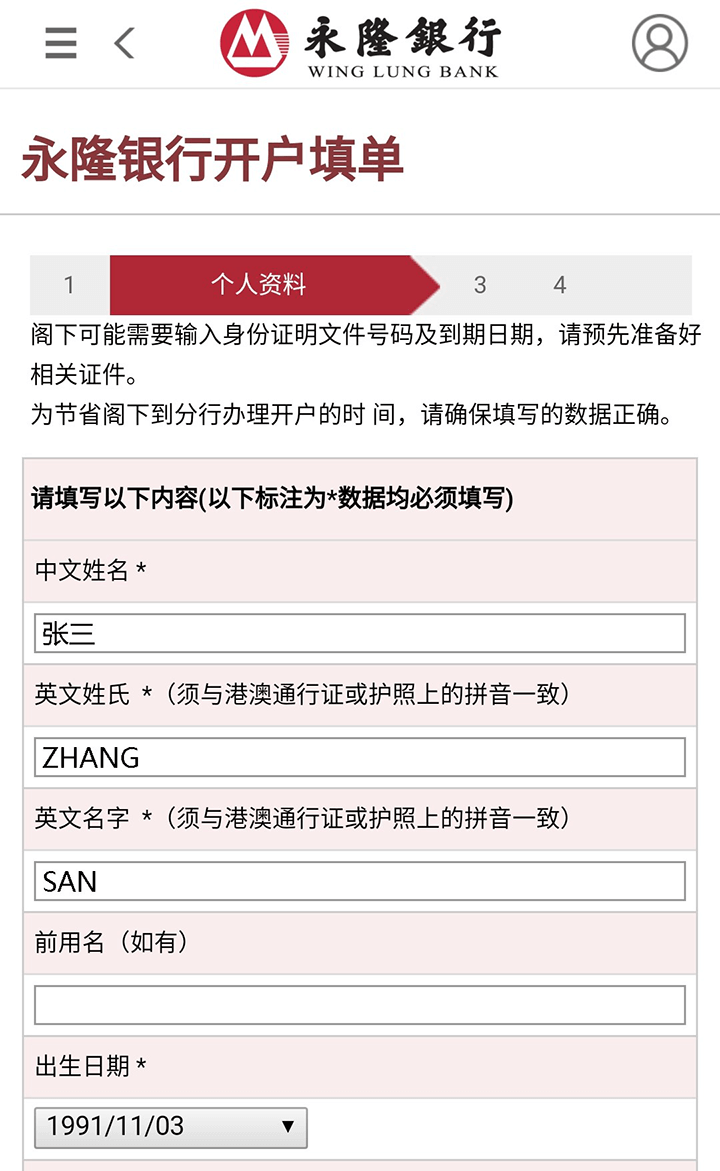 永隆銀行
WING LUNG BANK
永隆银行开户填单
1 个人资料 3 4
阁下可能需要输入身份证明文件号码及到期日期，请预先准备好
相关证件。
为节省阁下到分行办理开户的时 间，请确保填写的数据正确。
请填写以下内容(以下标注为*数据均必须填写)
中文姓名 *
张三
英文姓氏 *（须与港澳通行证或护照上的拼音一致）
ZHANG
英文名字 *（须与港澳通行证或护照上的拼音一致）
SAN
前用名（如有）
出生日期 *
1991/11/03